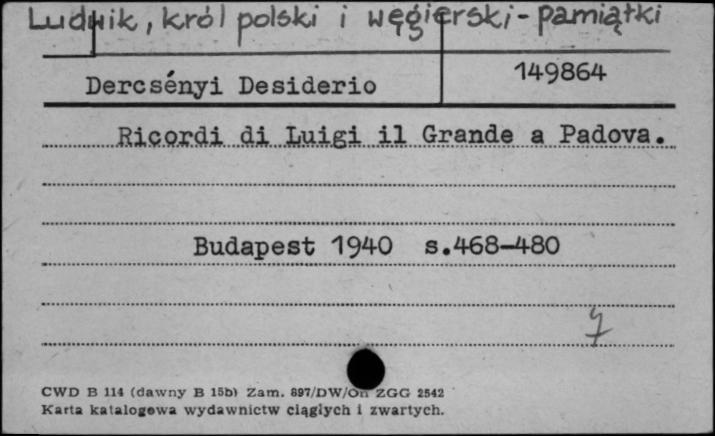 Ludwik, król polski i węgierski - pamiątki
149864
Dercsényi Desiderio
Ricordi di Luigi il Grande a Padova.
Budapest 1940 s.468-480
CWD B 114 (dawny B 15b) Zam. 897/DW/On ZGG 2542
Karta katalogowa wydawnictw ciągłych i zwartych.